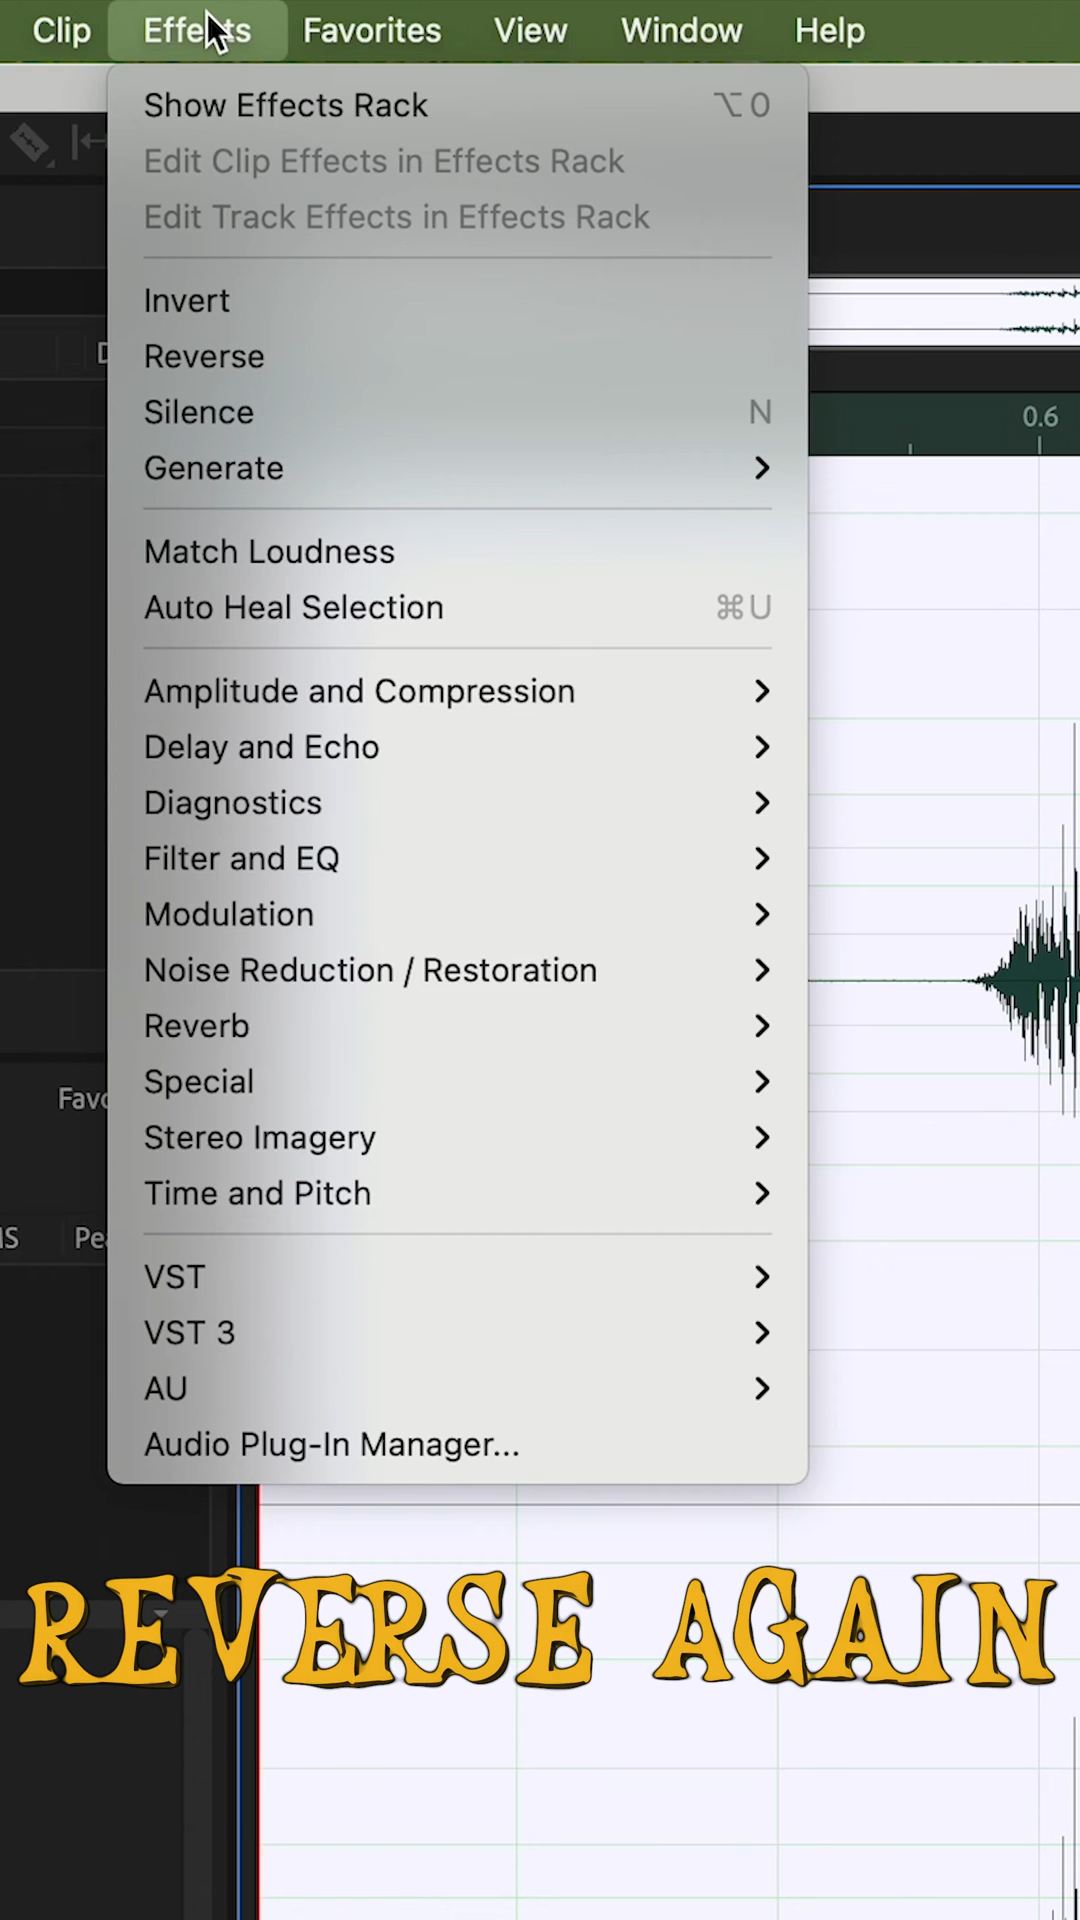 Clip Effects Favorites View Window Help
Show Effects Rack ⌥0
Edit Clip Effects in Effects Rack
Edit Track Effects in Effects Rack
Invert
Reverse
0.6
Silence N
Generate
Match Loudness
Auto Heal Selection ⌘U
Amplitude and Compression
Delay and Echo
Diagnostics
Filter and EQ
Modulation
Noise Reduction / Restoration
Reverb
Special
Stereo Imagery
Time and Pitch
VST
VST 3
AU
Audio Plug-In Manager...
REVERSE AGAIN